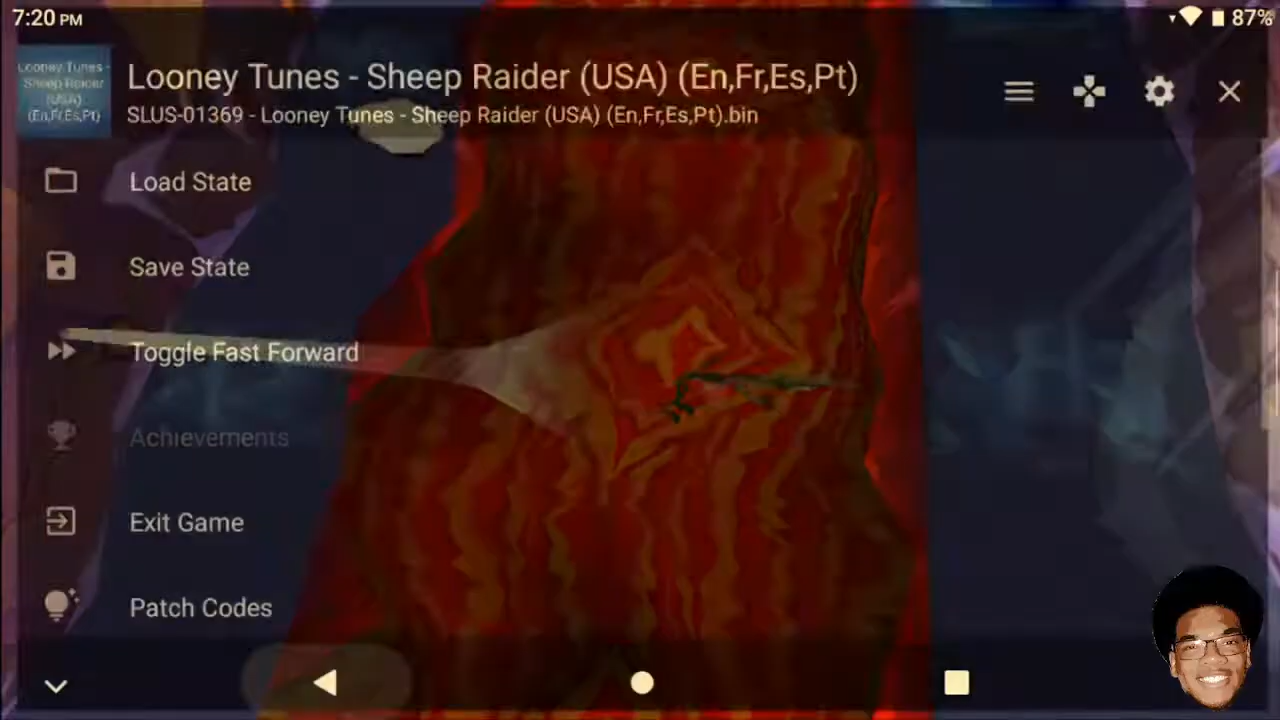 7:20 PM
87%
Looney Tunes -
Sheep Raider
(USA)
(En,Fr,Es,Pt)
Looney Tunes - Sheep Raider (USA) (En,Fr,Es,Pt)
SLUS-01369 - Looney Tunes - Sheep Raider (USA) (En,Fr,Es,Pt).bin
Load State
Save State
Toggle Fast Forward
Achievements
Exit Game
Patch Codes